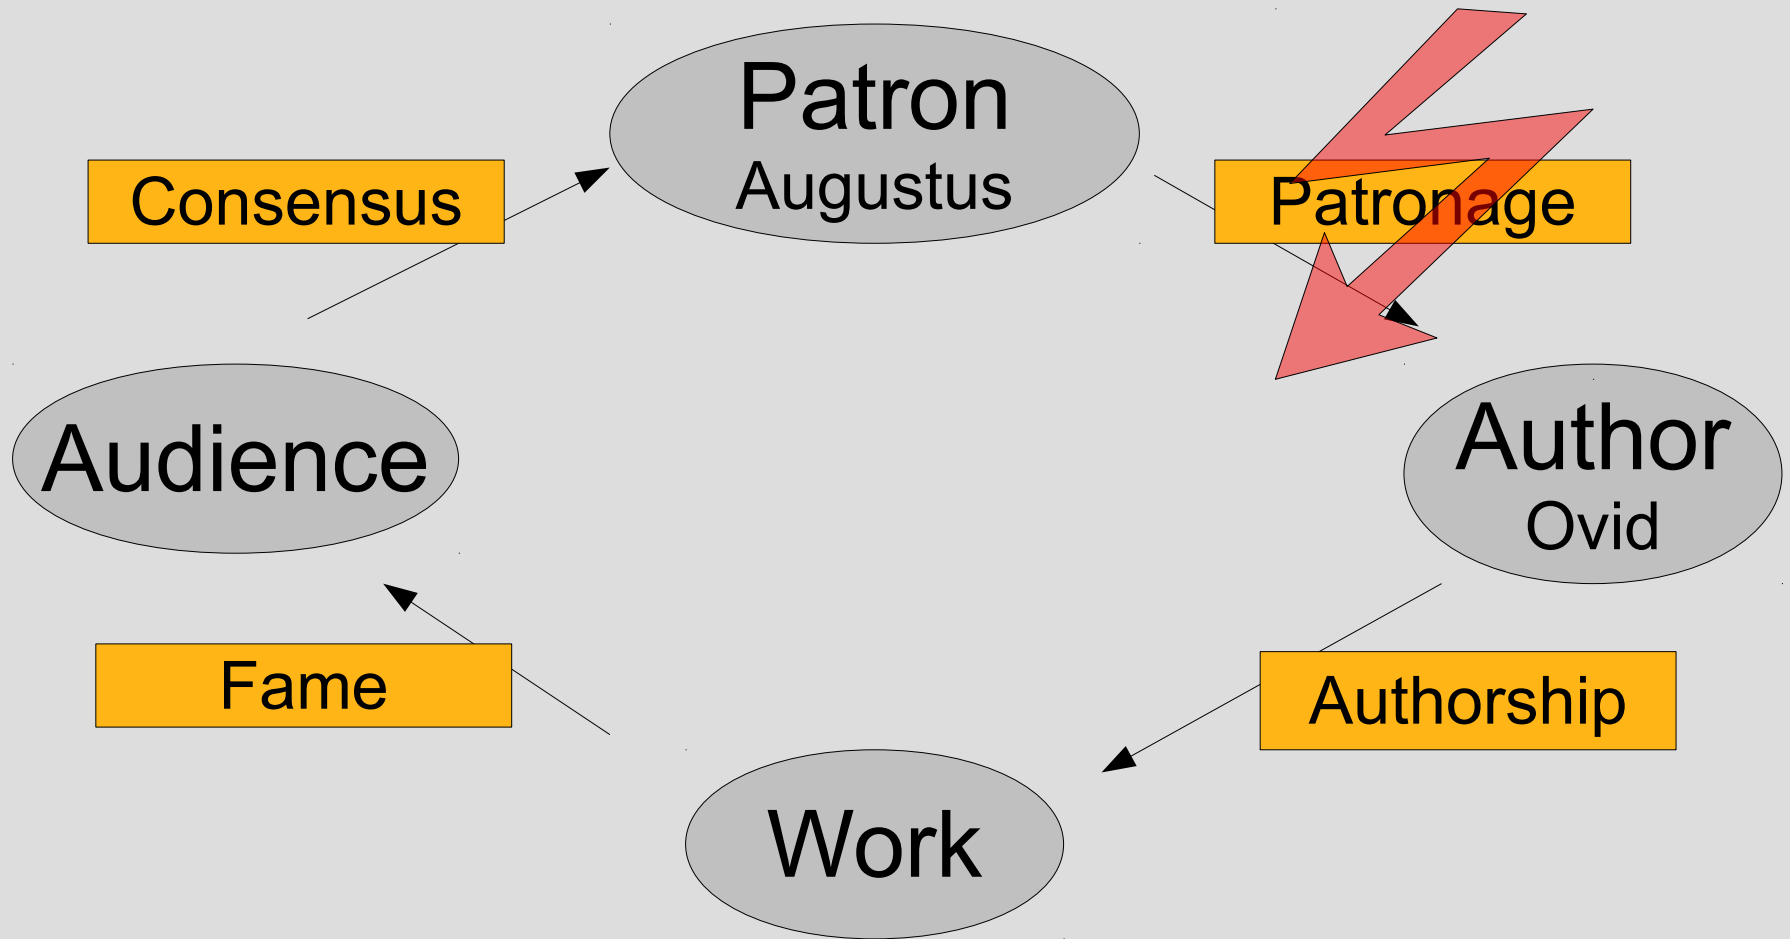 Patron
Augustus
Consensus
Patronage
Audience
Author
Ovid
Fame
Authorship
Work